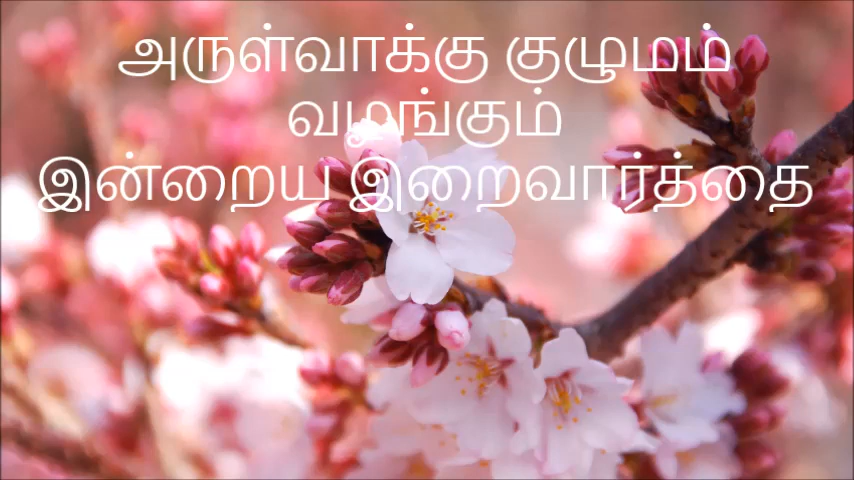 அருள்வாக்கு குழுமம்
வழங்கும்
இன்றைய இறைவார்த்தை